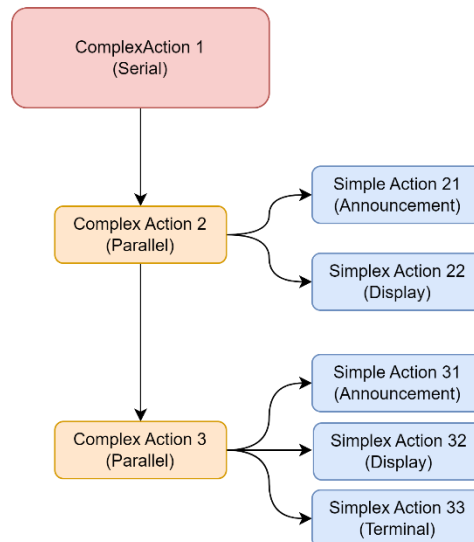 ComplexAction 1
(Serial)
Simple Action 21
(Announcement)
Complex Action 2
(Parallel)
Simplex Action 22
(Display)
Simple Action 31
(Announcement)
Complex Action 3
(Parallel)
Simplex Action 32
(Display)
Simplex Action 33
(Terminal)